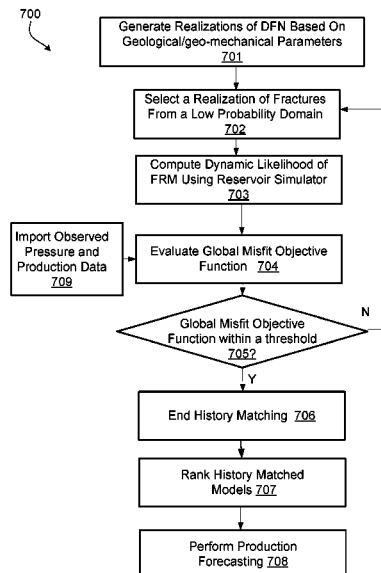 700
Generate Realizations of DFN Based On
Geological/geo-mechanical Parameters
701
Select a Realization of Fractures
From a Low Probability Domain
702
Compute Dynamic Likelihood of
FRM Using Reservoir Simulator
703
Import Observed
Pressure and
Production Data
709
Evaluate Global Misfit Objective
Function 704
Global Misfit Objective
Function within a threshold
705?
N
Y
End History Matching 706
Rank History Matched
Models 707
Perform Production
Forecasting 708